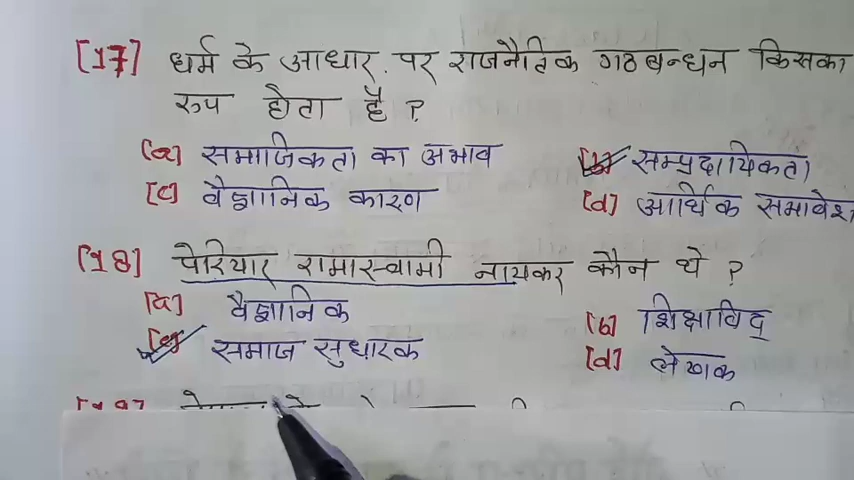 [17] धर्म के आधार पर राजनैतिक गठबन्धन किसका
रूप होता है ?
[a] समाजिकता का अभाव [b] सम्प्रदायिकता
[c] वैज्ञानिक कारण [d] आर्थिक समावेश
[18] पेरियार रामास्वामी नायकर कौन थे ?
[a] वैज्ञानिक [b] शिक्षाविद्
[c] समाज सुधारक [d] लेखक